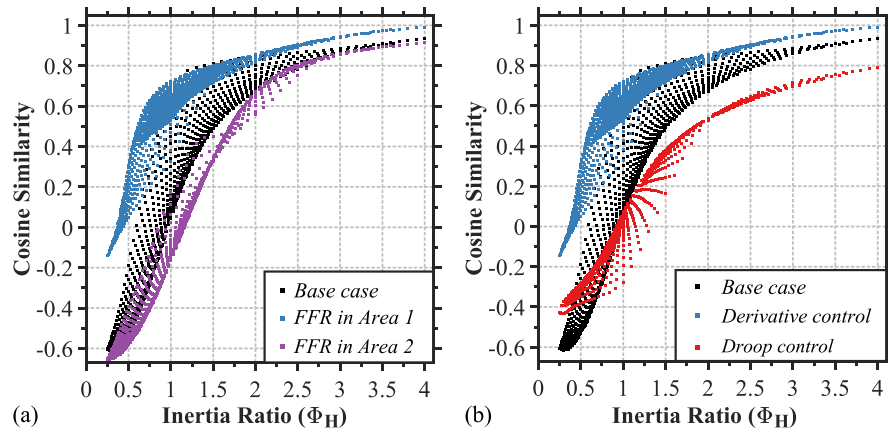 1
0.8
0.6
0.4
0.2
0
-0.2
-0.4
-0.6
Cosine Similarity
0 0.5 1 1.5 2 2.5 3 3.5 4
Inertia Ratio (Φ_H)
Base case
FFR in Area 1
FFR in Area 2
(a)
1
0.8
0.6
0.4
0.2
0
-0.2
-0.4
-0.6
Cosine Similarity
0 0.5 1 1.5 2 2.5 3 3.5 4
Inertia Ratio (Φ_H)
Base case
Derivative control
Droop control
(b)